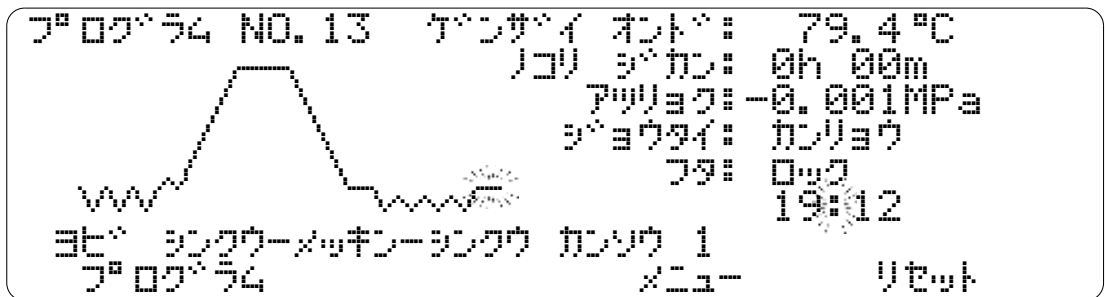 プログラム NO. 13 ゲンザイ オンド: 79.4℃
ノコリ ジカン: 0h 00m
アツリョク:-0.001MPa
ジョウタイ: カンリョウ
フタ: ロック
19:12
ヨビ シンクウーメッキンーシンクウ カンソウ 1
プログラム メニュー リセット